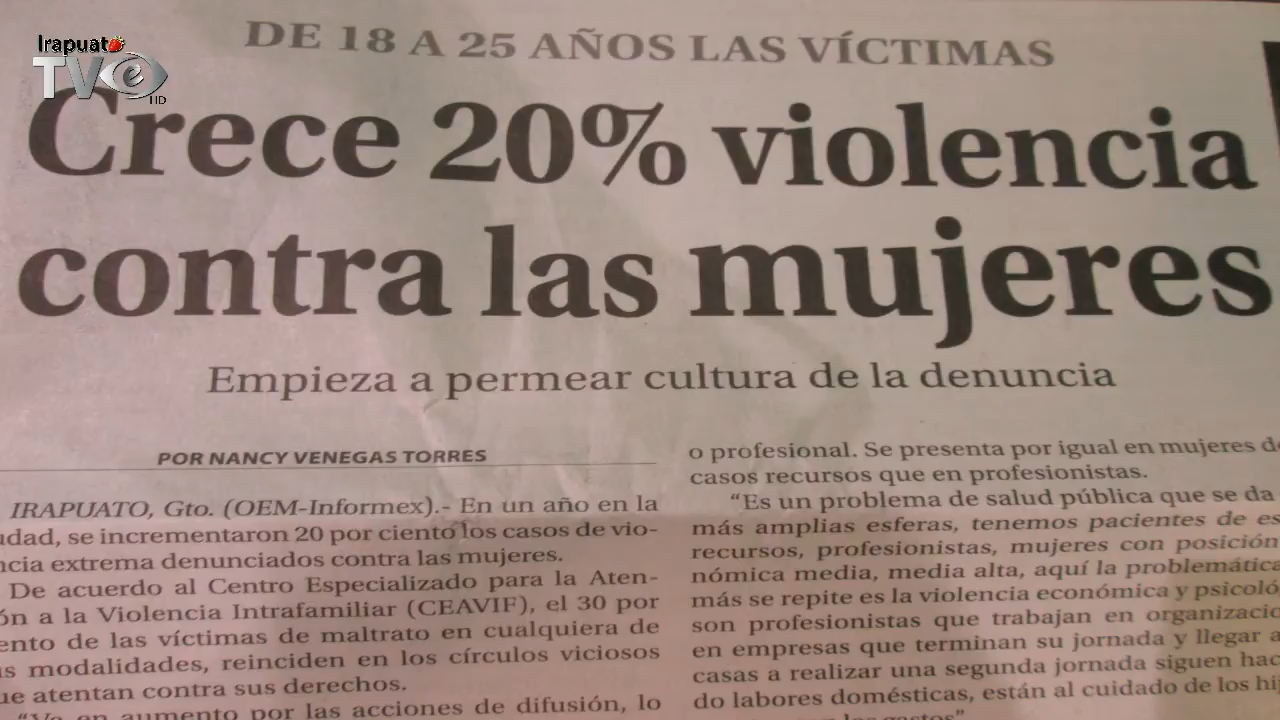 Irapuato
TVe
HD
DE 18 A 25 AÑOS LAS VÍCTIMAS
Crece 20% violencia
contra las mujeres
Empieza a permear cultura de la denuncia
POR NANCY VENEGAS TORRES
IRAPUATO, Gto. (OEM-Informex).- En un año en la
udad, se incrementaron 20 por ciento los casos de vio-
ncia extrema denunciados contra las mujeres.
De acuerdo al Centro Especializado para la Aten-
ón a la Violencia Intrafamiliar (CEAVIF), el 30 por
ento de las víctimas de maltrato en cualquiera de
s modalidades, reinciden en los círculos viciosos
ue atentan contra sus derechos.
en aumento por las acciones de difusión, lo
o profesional. Se presenta por igual en mujeres de
casos recursos que en profesionistas.
“Es un problema de salud pública que se da
más amplias esferas, tenemos pacientes de es
recursos, profesionistas, mujeres con posición
nómica media, media alta, aquí la problemática
más se repite es la violencia económica y psicoló
son profesionistas que trabajan en organizacio
en empresas que terminan su jornada y llegar a
casas a realizar una segunda jornada siguen hac
do labores domésticas, están al cuidado de los hij